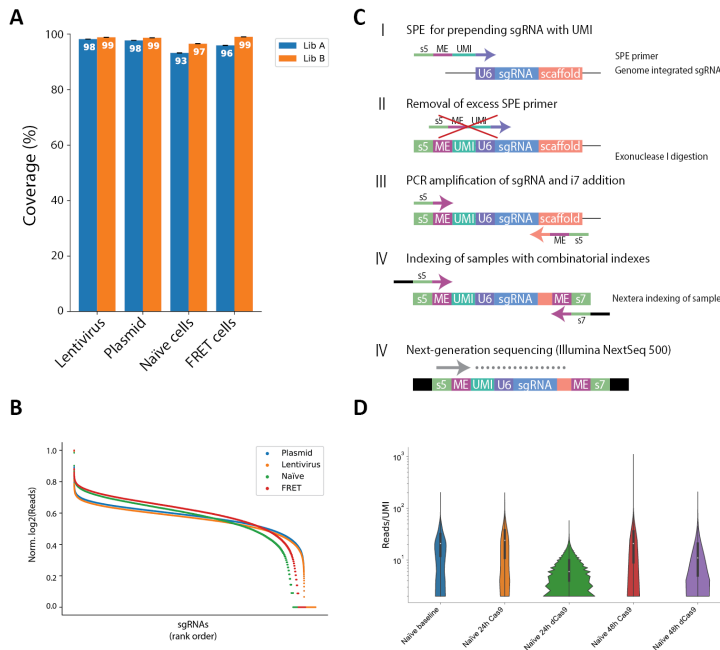 A
100
80
60
40
20
0
Coverage (%)
Lib A
Lib B
98
99
98
99
93
97
96
99
Lentivirus
Plasmid
Naïve cells
FRET cells
B
1.0
0.8
0.6
0.4
0.2
0.0
Norm. log2(Reads)
Plasmid
Lentivirus
Naïve
FRET
sgRNAs
(rank order)
C
I SPE for prepending sgRNA with UMI
s5 ME UMI
SPE primer
U6 sgRNA scaffold
Genome integrated sgRNA
II Removal of excess SPE primer
s5 ME UMI
s5 ME UMI U6 sgRNA scaffold
Exonuclease I digestion
III PCR amplification of sgRNA and i7 addition
s5
s5 ME UMI U6 sgRNA scaffold
ME s5
IV Indexing of samples with combinatorial indexes
s5
s5 ME UMI U6 sgRNA ME s7
Nextera indexing of sample
s7
IV Next-generation sequencing (Illumina NextSeq 500)
s5 ME UMI U6 sgRNA ME s7
D
10³
10²
10¹
Reads/UMI
Naive baseline
Naive 24h Cas9
Naive 24h dCas9
Naive 48h Cas9
Naive 48h dCas9